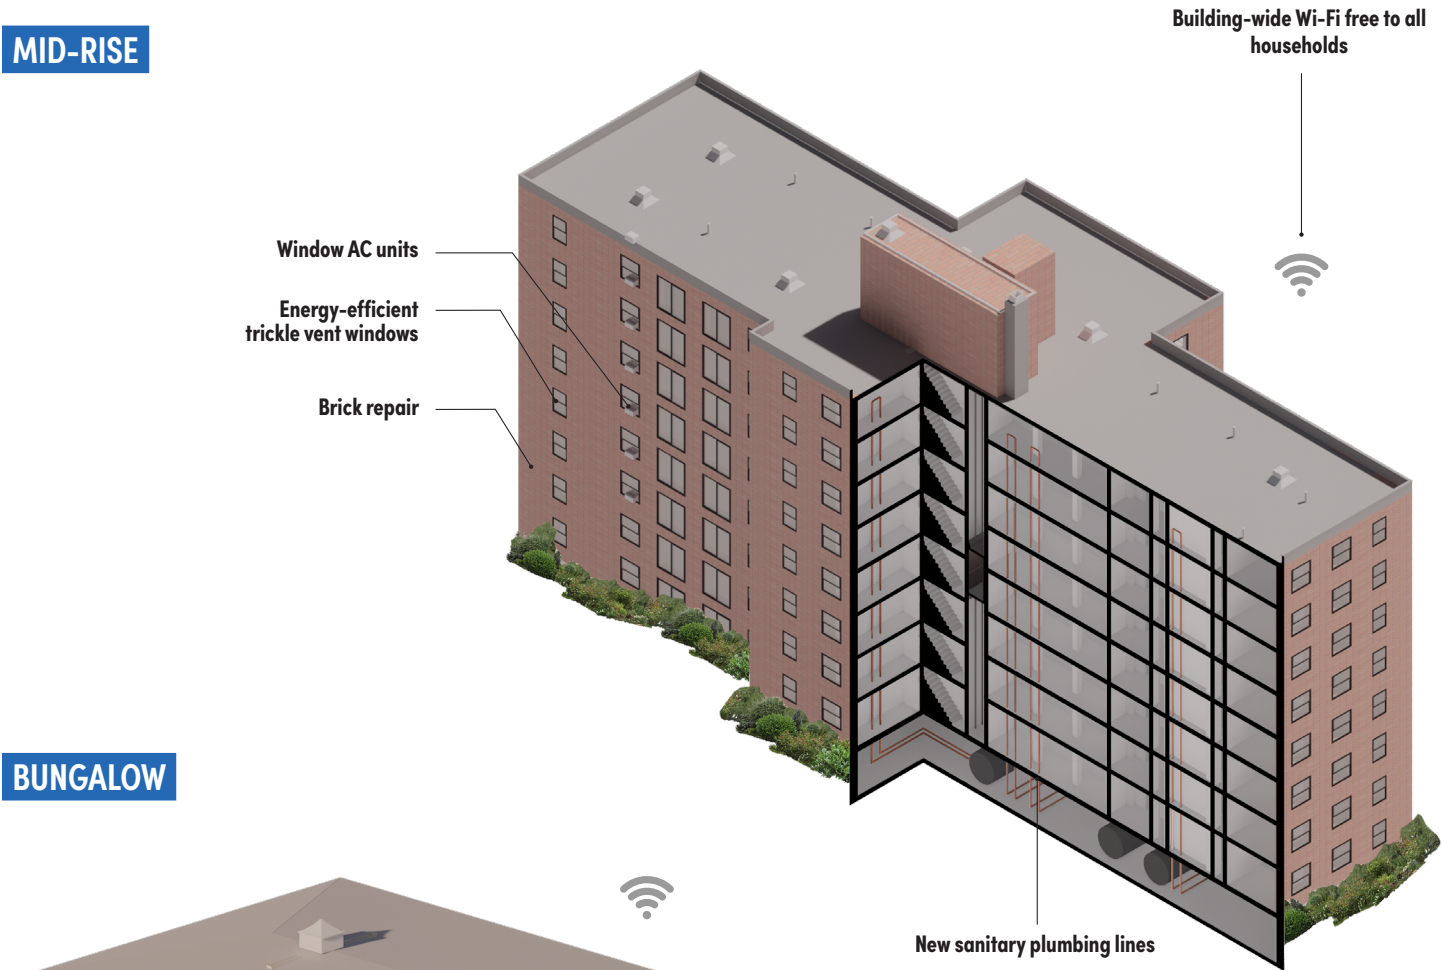 MID-RISE
Building-wide Wi-Fi free to all
households
Window AC units
Energy-efficient
trickle vent windows
Brick repair
BUNGALOW
New sanitary plumbing lines